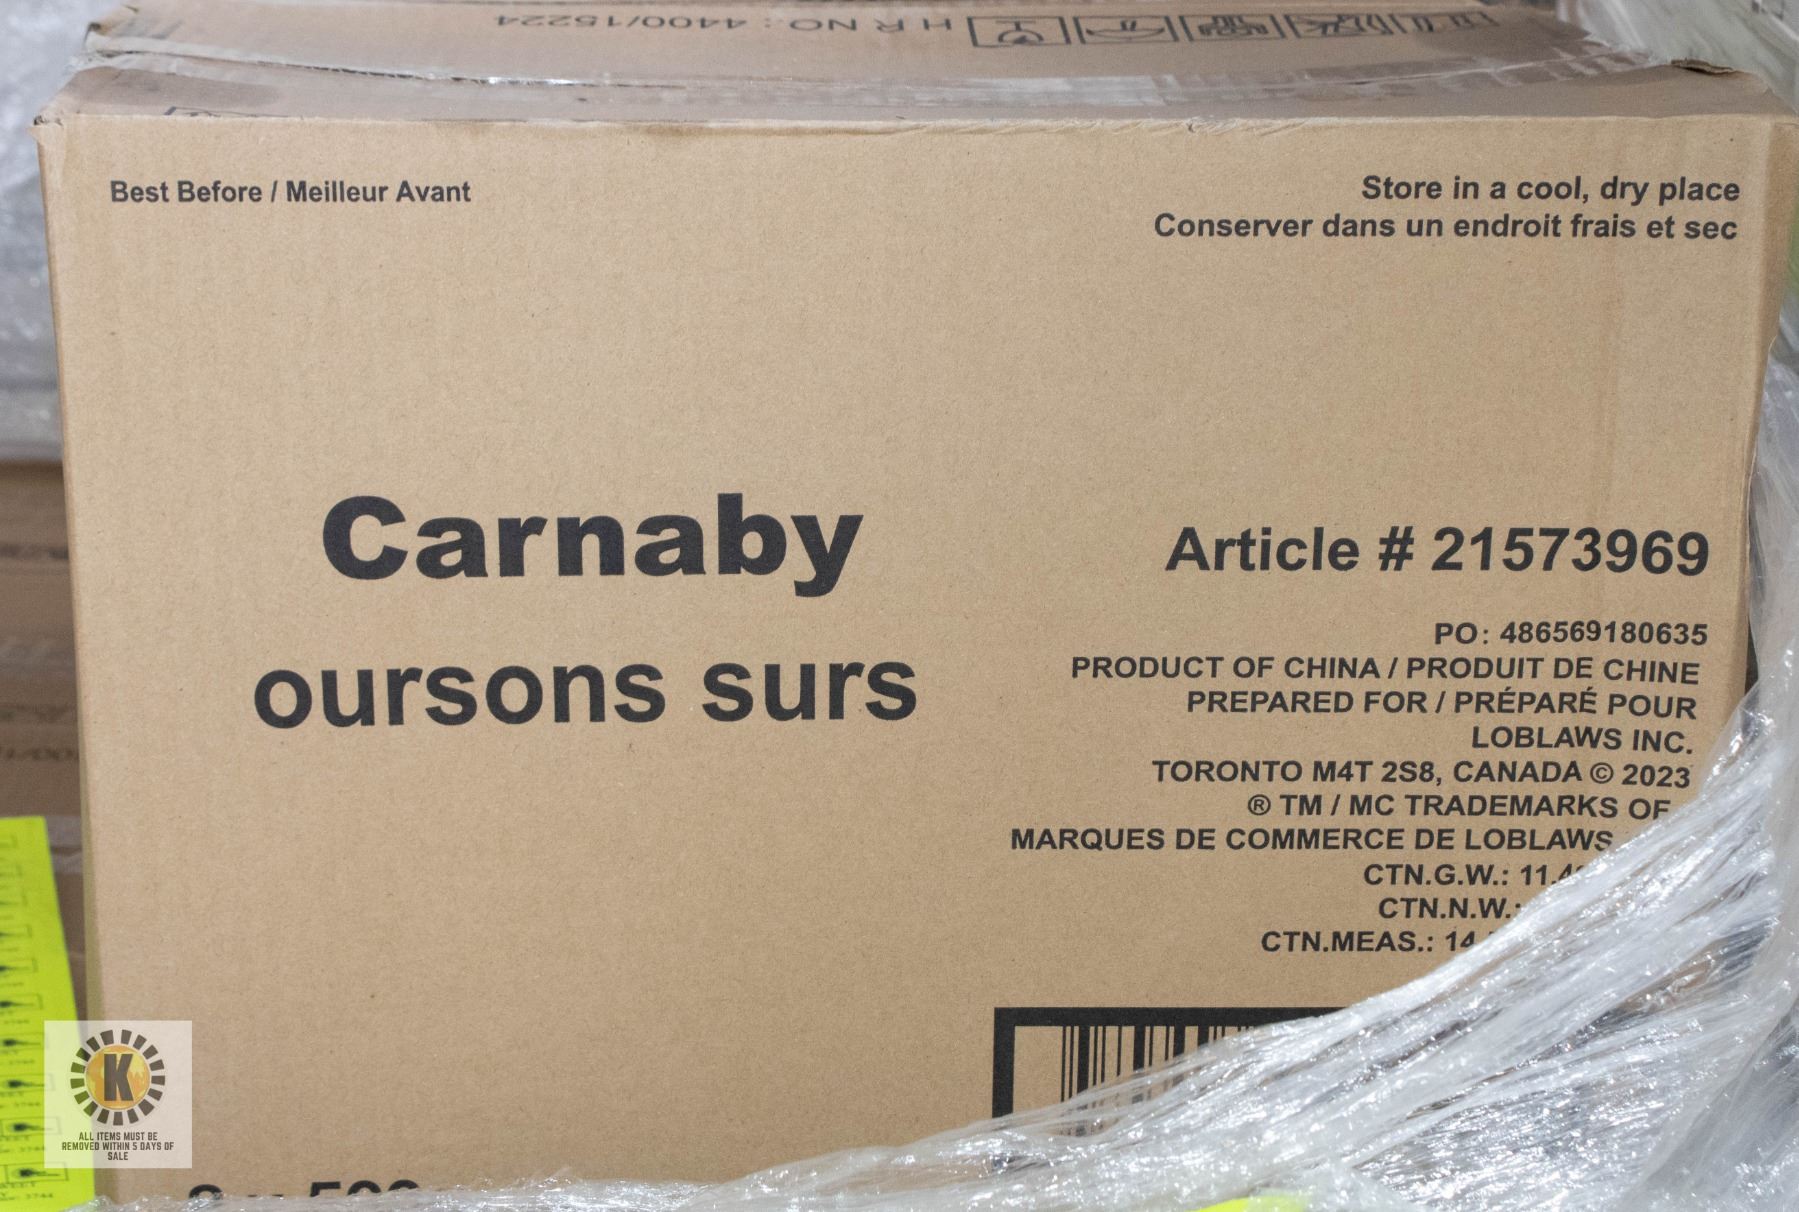 H R NO.: 4400/15224
Best Before / Meilleur Avant
Store in a cool, dry place
Conserver dans un endroit frais et sec
Carnaby
oursons surs
Article # 21573969
PO: 486569180635
PRODUCT OF CHINA / PRODUIT DE CHINE
PREPARED FOR / PRÉPARÉ POUR
LOBLAWS INC.
TORONTO M4T 2S8, CANADA © 2023
® TM / MC TRADEMARKS OF
MARQUES DE COMMERCE DE LOBLAWS
CTN.G.W.:
CTN.N.W.:
CTN.MEAS.:
K
ALL ITEMS MUST BE
REMOVED WITHIN 5 DAYS OF
SALE